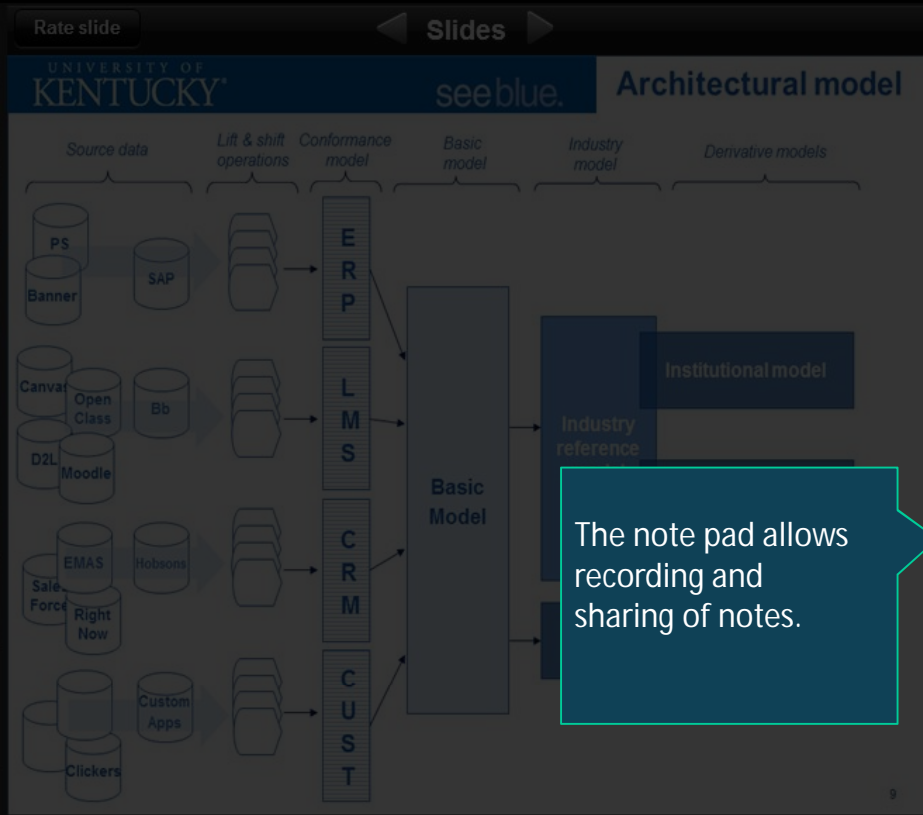 Rate slide
Slides
UNIVERSITY OF
KENTUCKY®
see blue.
Architectural model
Source data
Lift & shift
operations
Conformance
model
Basic
model
Industry
model
Derivative models
PS
Banner
SAP
E
R
P
Canvas
Open
Class
Bb
D2L
Moodle
L
M
S
Institutional model
Industry
reference
Basic
Model
EMAS
Hobsons
Sales
Force
Right
Now
C
R
M
The note pad allows
recording and
sharing of notes.
Custom
Apps
Clickers
C
U
S
T
9